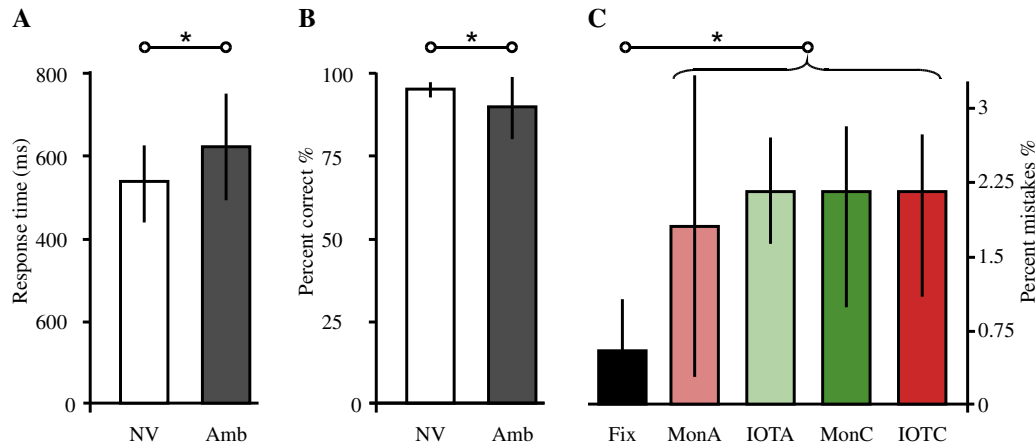 A
*
800
600
400
600
0
Response time (ms)
NV Amb
B
*
100
75
50
25
0
Percent correct %
NV Amb
C
*
3
2.25
1.5
0.75
0
Percent mistakes %
Fix MonA IOTA MonC IOTC